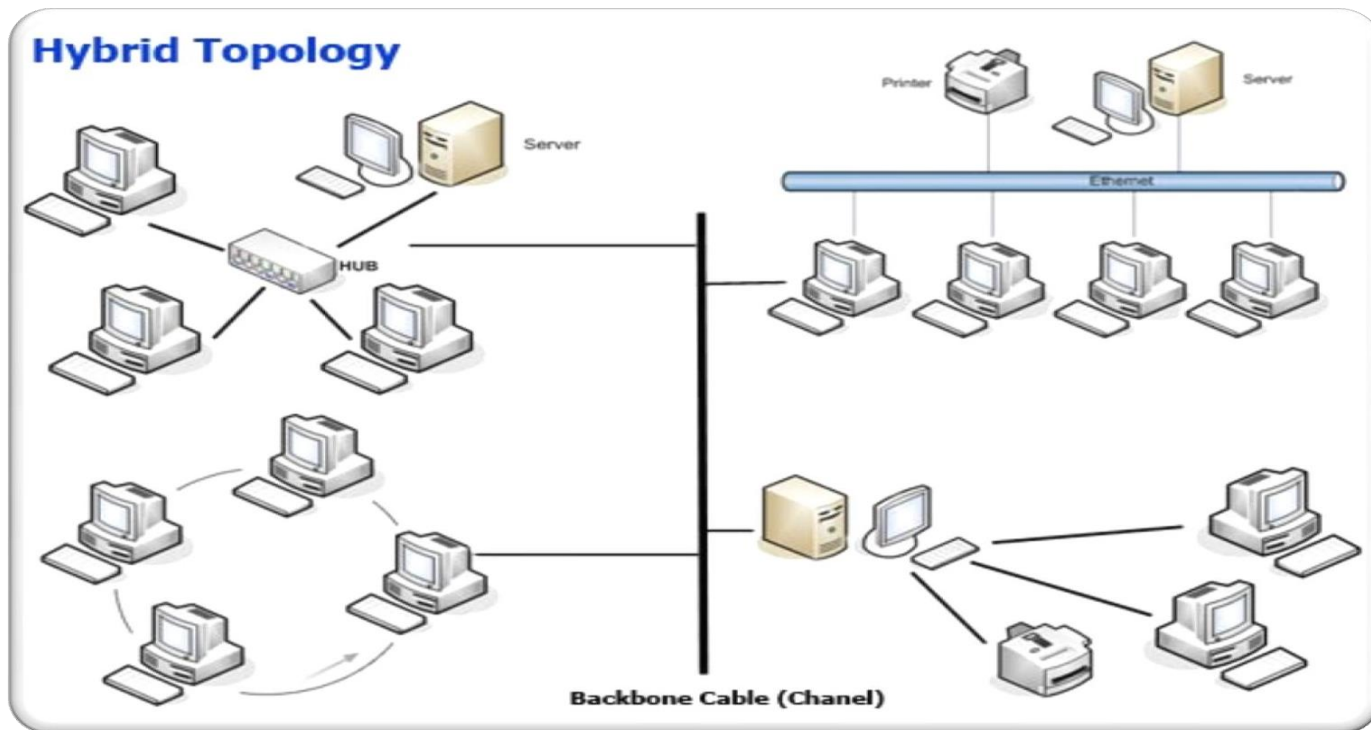 Hybrid Topology
Printer
Server
Server
Ethernet
HUB
Backbone Cable (Chanel)